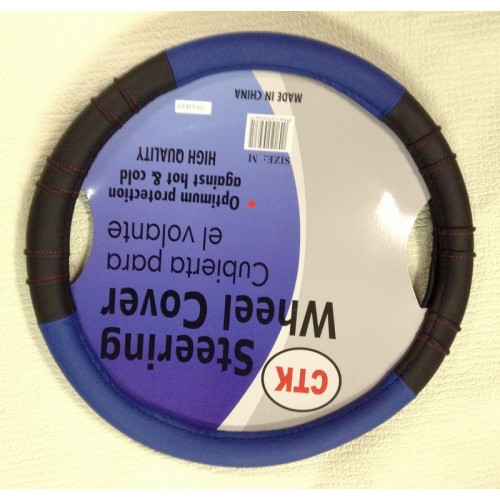 CTK
Steering
Wheel Cover
Cubierta para
el volante
• Optimum protection
against hot & cold
HIGH QUALITY
SIZE: M
MADE IN CHINA